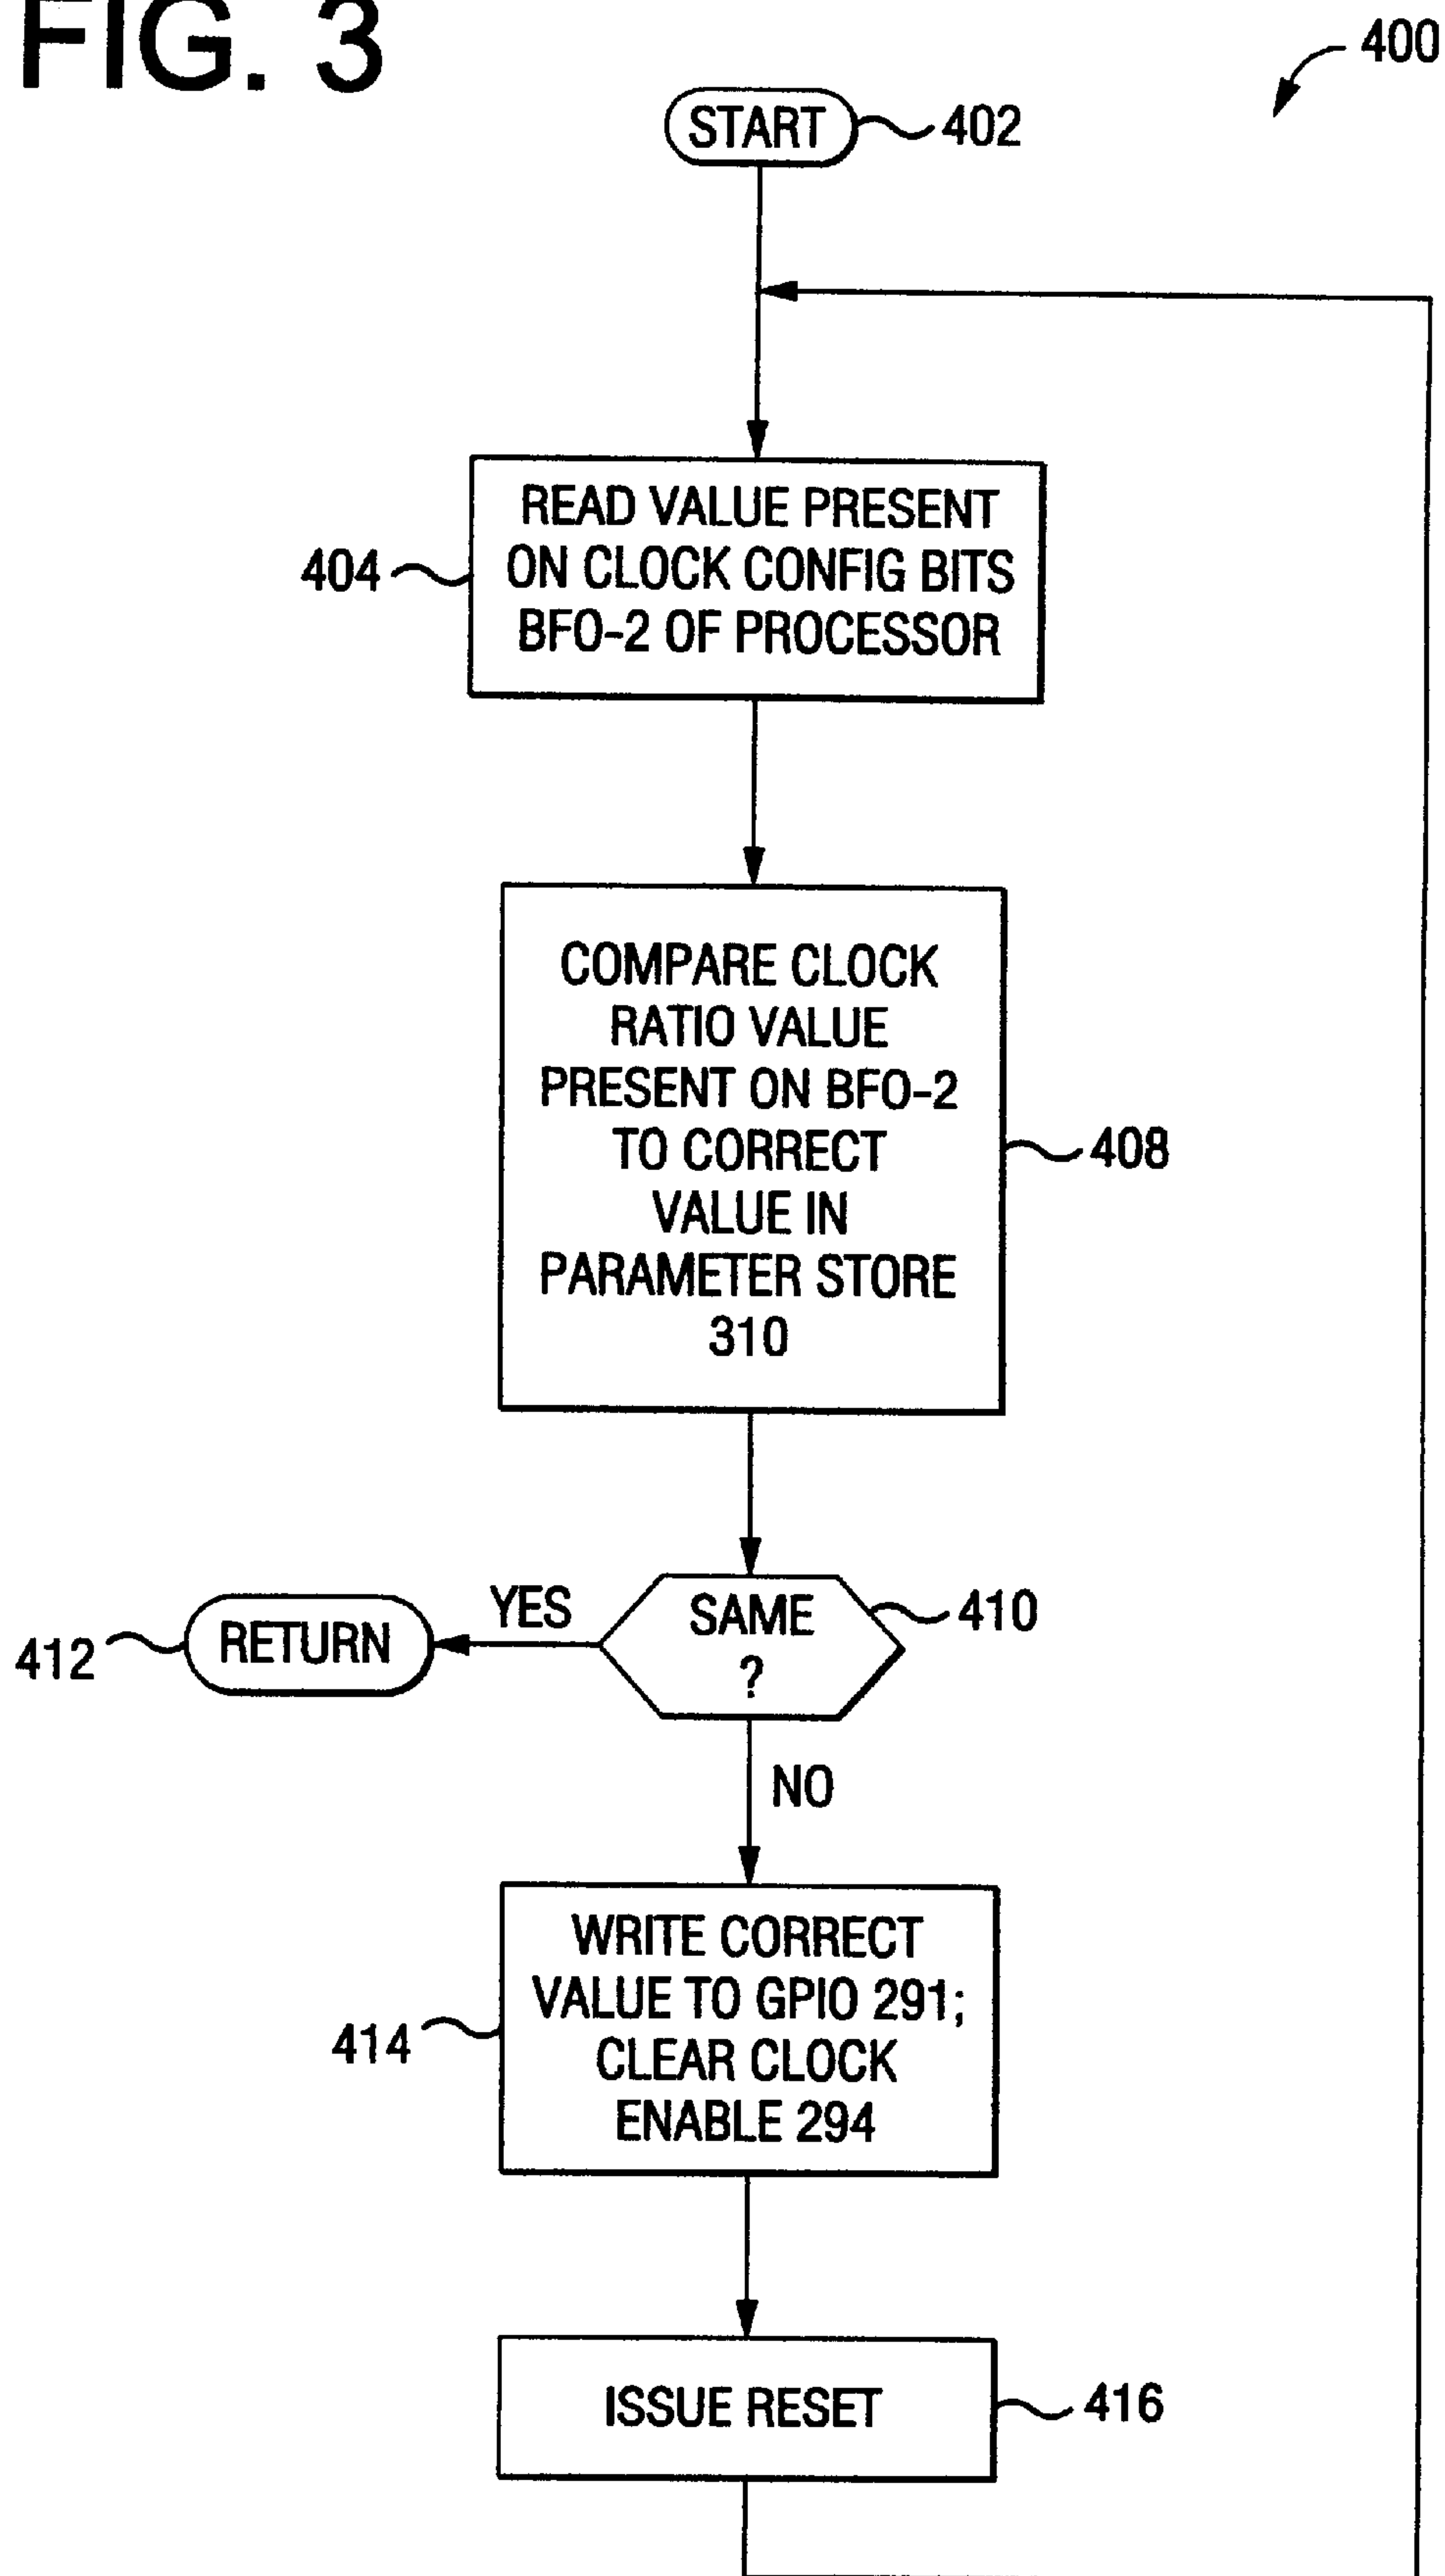 FIG. 3
400
START
402
READ VALUE PRESENT
ON CLOCK CONFIG BITS
BFO-2 OF PROCESSOR
404
COMPARE CLOCK
RATIO VALUE
PRESENT ON BFO-2
TO CORRECT
VALUE IN
PARAMETER STORE
310
408
SAME
?
410
YES
RETURN
412
NO
WRITE CORRECT
VALUE TO GPIO 291;
CLEAR CLOCK
ENABLE 294
414
ISSUE RESET
416